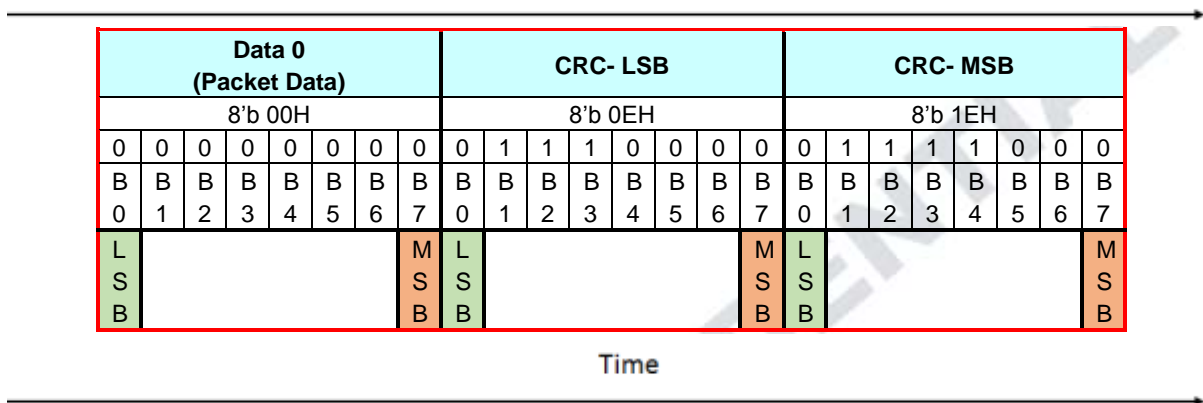 Data 0 CRC- LSB CRC- MSB
(Packet Data)
8'b 00H 8'b 0EH 8'b 1EH
0 0 0 0 0 0 0 0 0 1 1 1 0 0 0 0 0 1 1 1 1 0 0 0
B B B B B B B B B B B B B B B B B B B B B B B B
0 1 2 3 4 5 6 7 0 1 2 3 4 5 6 7 0 1 2 3 4 5 6 7
L M L M L M
S S S S S S
B B B B B B
Time